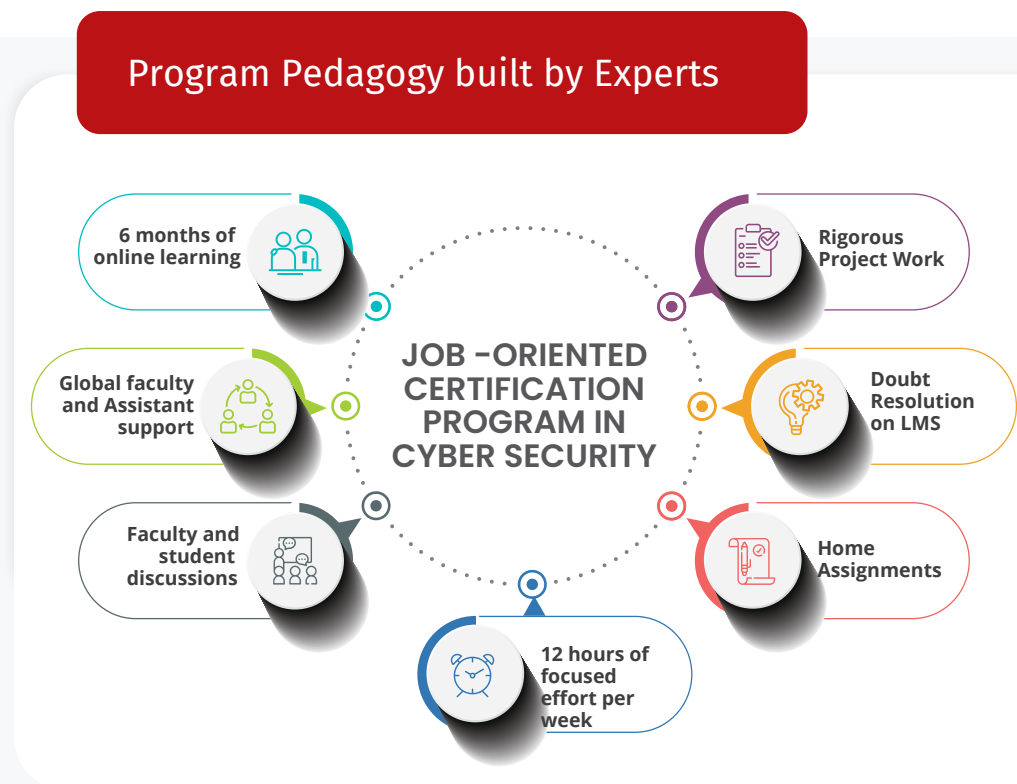 Program Pedagogy built by Experts
6 months of
online learning
Global faculty
and Assistant
support
Faculty and
student
discussions
JOB -ORIENTED
CERTIFICATION
PROGRAM IN
CYBER SECURITY
Rigorous
Project Work
Doubt
Resolution
on LMS
Home
Assignments
12 hours of
focused
effort per
week